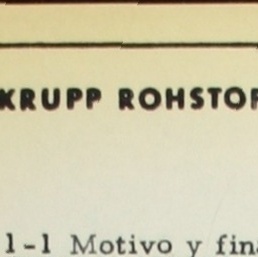 KRUPP ROHSTOF
1-1 Motivo y fina